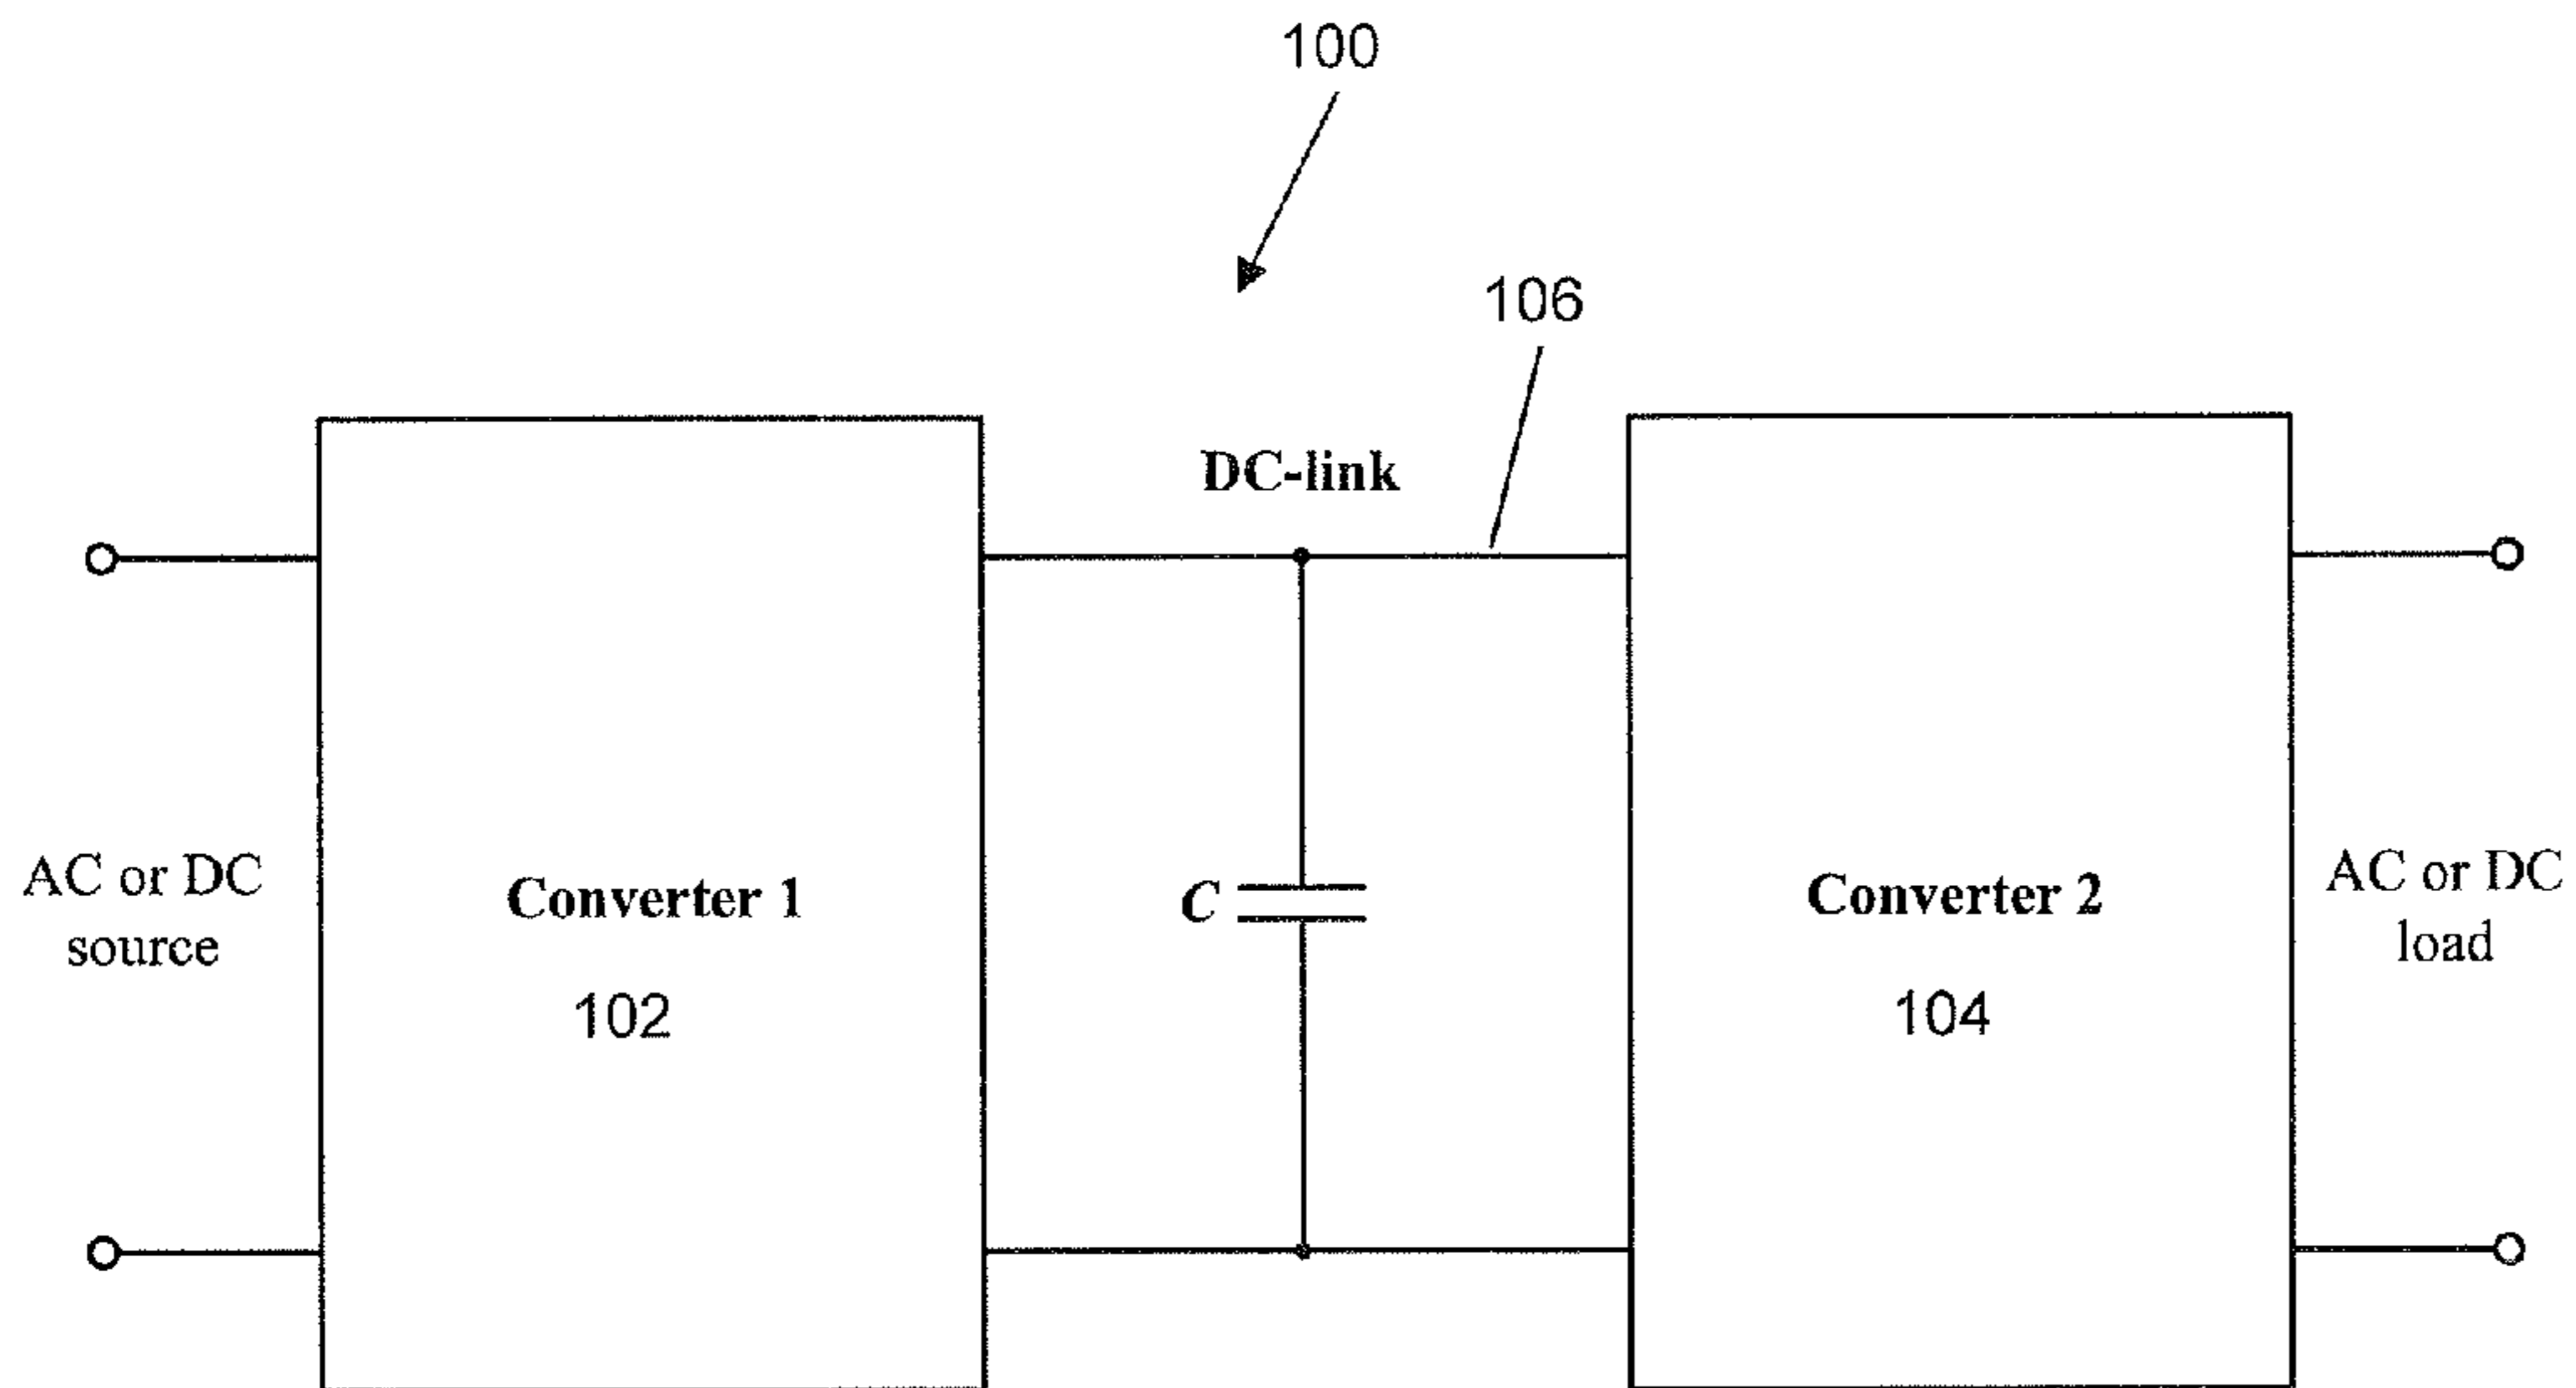 100
106
DC-link
AC or DC
source
Converter 1
102
C
Converter 2
104
AC or DC
load